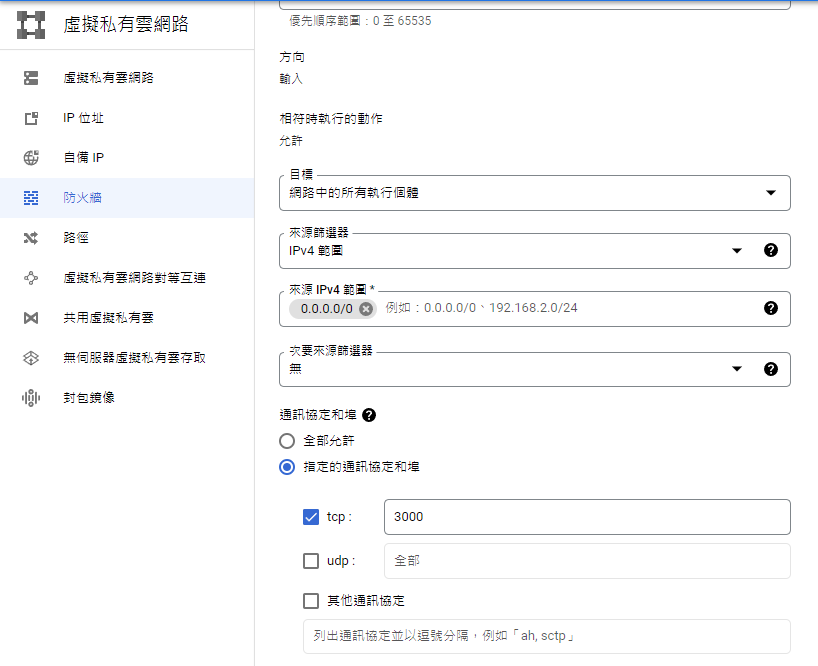 虛擬私有雲網路
虛擬私有雲網路
IP 位址
自備 IP
防火牆
路徑
虛擬私有雲網路對等互連
共用虛擬私有雲
無伺服器虛擬私有雲存取
封包鏡像
優先順序範圍：0 至 65535
方向
輸入
相符時執行的動作
允許
目標
網路中的所有執行個體
來源篩選器
IPv4 範圍
來源 IPv4 範圍 *
0.0.0.0/0 例如：0.0.0.0/0、192.168.2.0/24
次要來源篩選器
無
通訊協定和埠
全部允許
指定的通訊協定和埠
tcp : 3000
udp : 全部
其他通訊協定
列出通訊協定並以逗號分隔，例如「ah, sctp」